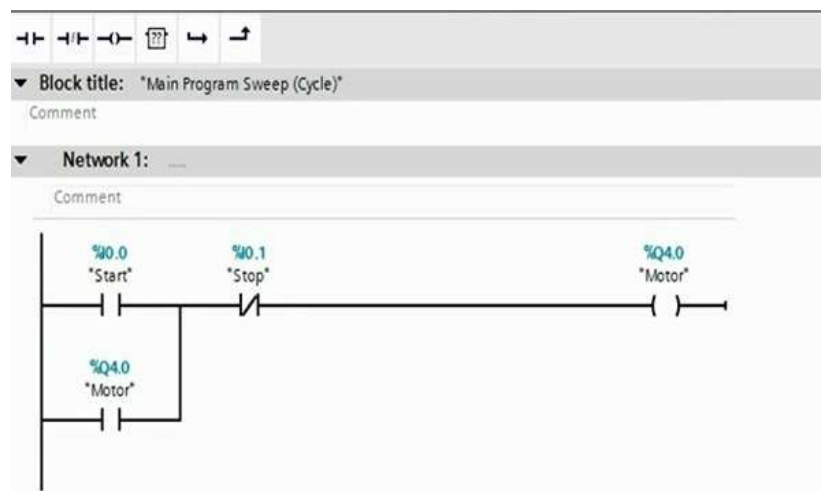 ??
Block title: "Main Program Sweep (Cycle)"
Comment
Network 1: ....
Comment
%I0.0
"Start"
%I0.1
"Stop"
%Q4.0
"Motor"
%Q4.0
"Motor"